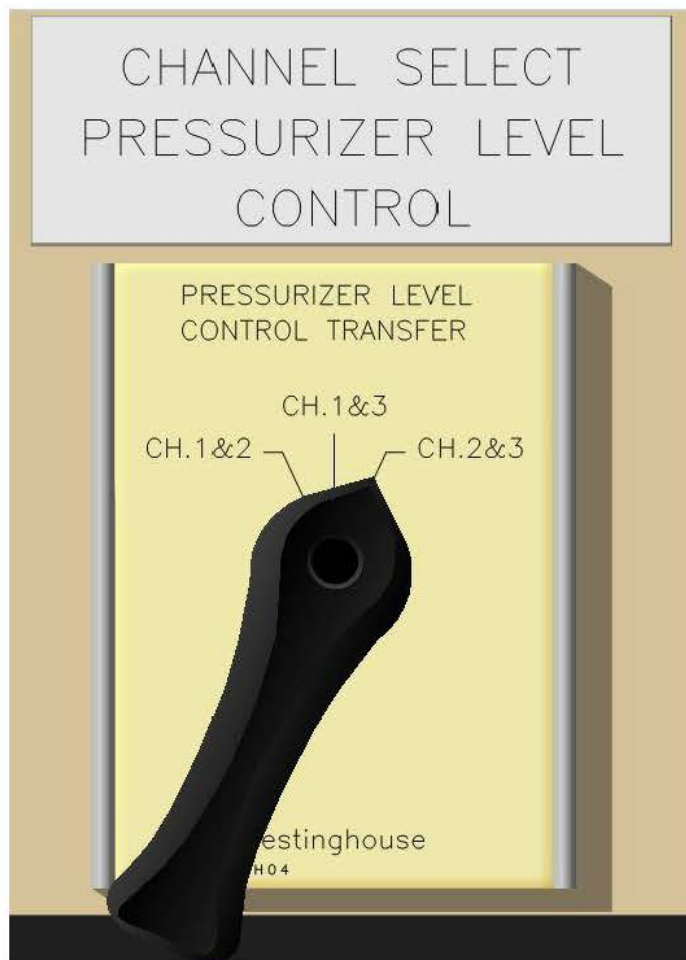 CHANNEL SELECT
PRESSURIZER LEVEL
CONTROL
PRESSURIZER LEVEL
CONTROL TRANSFER
CH.1&3
CH.1&2 CH.2&3
estinghouse
H04